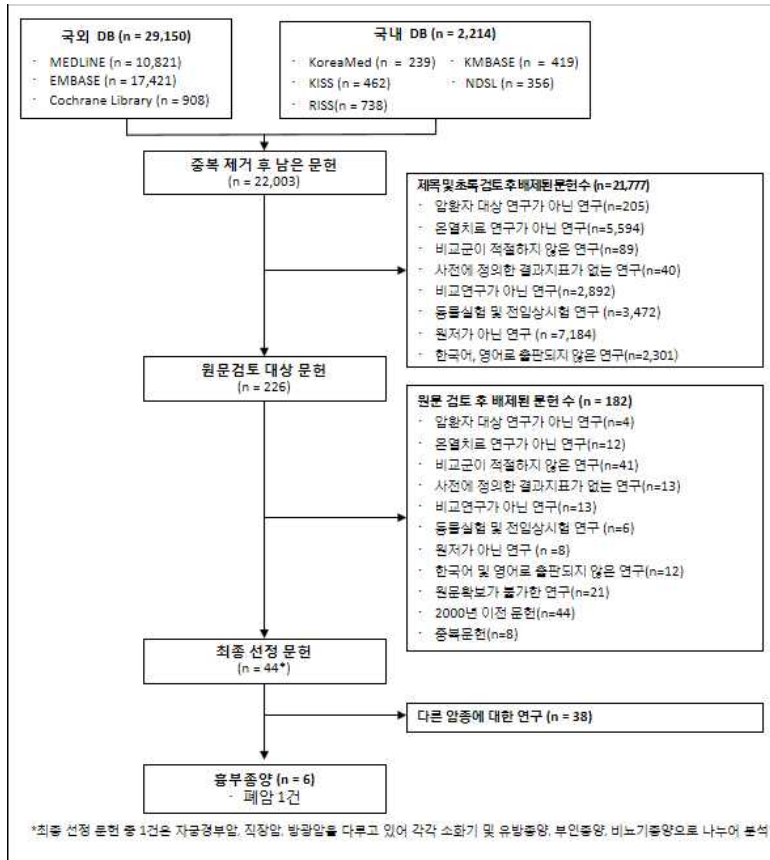 국외 DB (n = 29,150)
· MEDLINE (n = 10,821)
· EMBASE (n = 17,421)
· Cochrane Library (n = 908)
국내 DB (n = 2,214)
· KoreaMed (n = 239) · KMBASE (n = 419)
· KISS (n = 462) · NDSL (n = 356)
· RISS(n = 738)
중복 제거 후 남은 문헌
(n = 22,003)
제목 및 초록 검토 후 배제된 문헌 수 (n = 21,777)
· 암환자 대상 연구가 아닌 연구(n=205)
· 온열치료 연구가 아닌 연구(n=5,594)
· 비교군이 적절하지 않은 연구(n=89)
· 사전에 정의한 결과지표가 없는 연구(n=40)
· 비교연구가 아닌 연구(n=2,892)
· 동물실험 및 전임상시험 연구 (n=3,472)
· 원저가 아닌 연구 (n =7,184)
· 한국어, 영어로 출판되지 않은 연구(n=2,301)
원문검토 대상 문헌
(n = 226)
원문 검토 후 배제된 문헌 수 (n = 182)
· 암환자 대상 연구가 아닌 연구(n=4)
· 온열치료 연구가 아닌 연구(n=12)
· 비교군이 적절하지 않은 연구(n=41)
· 사전에 정의한 결과지표가 없는 연구(n=13)
· 비교연구가 아닌 연구(n=13)
· 동물실험 및 전임상시험 연구 (n=6)
· 원저가 아닌 연구 (n =8)
· 한국어 및 영어로 출판되지 않은 연구(n=12)
· 원문확보가 불가한 연구(n=21)
· 2000년 이전 문헌(n=44)
· 중복문헌(n=8)
최종 선정 문헌
(n = 44*)
다른 암종에 대한 연구 (n = 38)
흉부종양 (n = 6)
- 폐암 1건
*최종 선정 문헌 중 1건은 자궁경부암, 직장암, 방광암을 다루고 있어 각각 소화기 및 유방종양, 부인종양, 비뇨기종양으로 나누어 분석